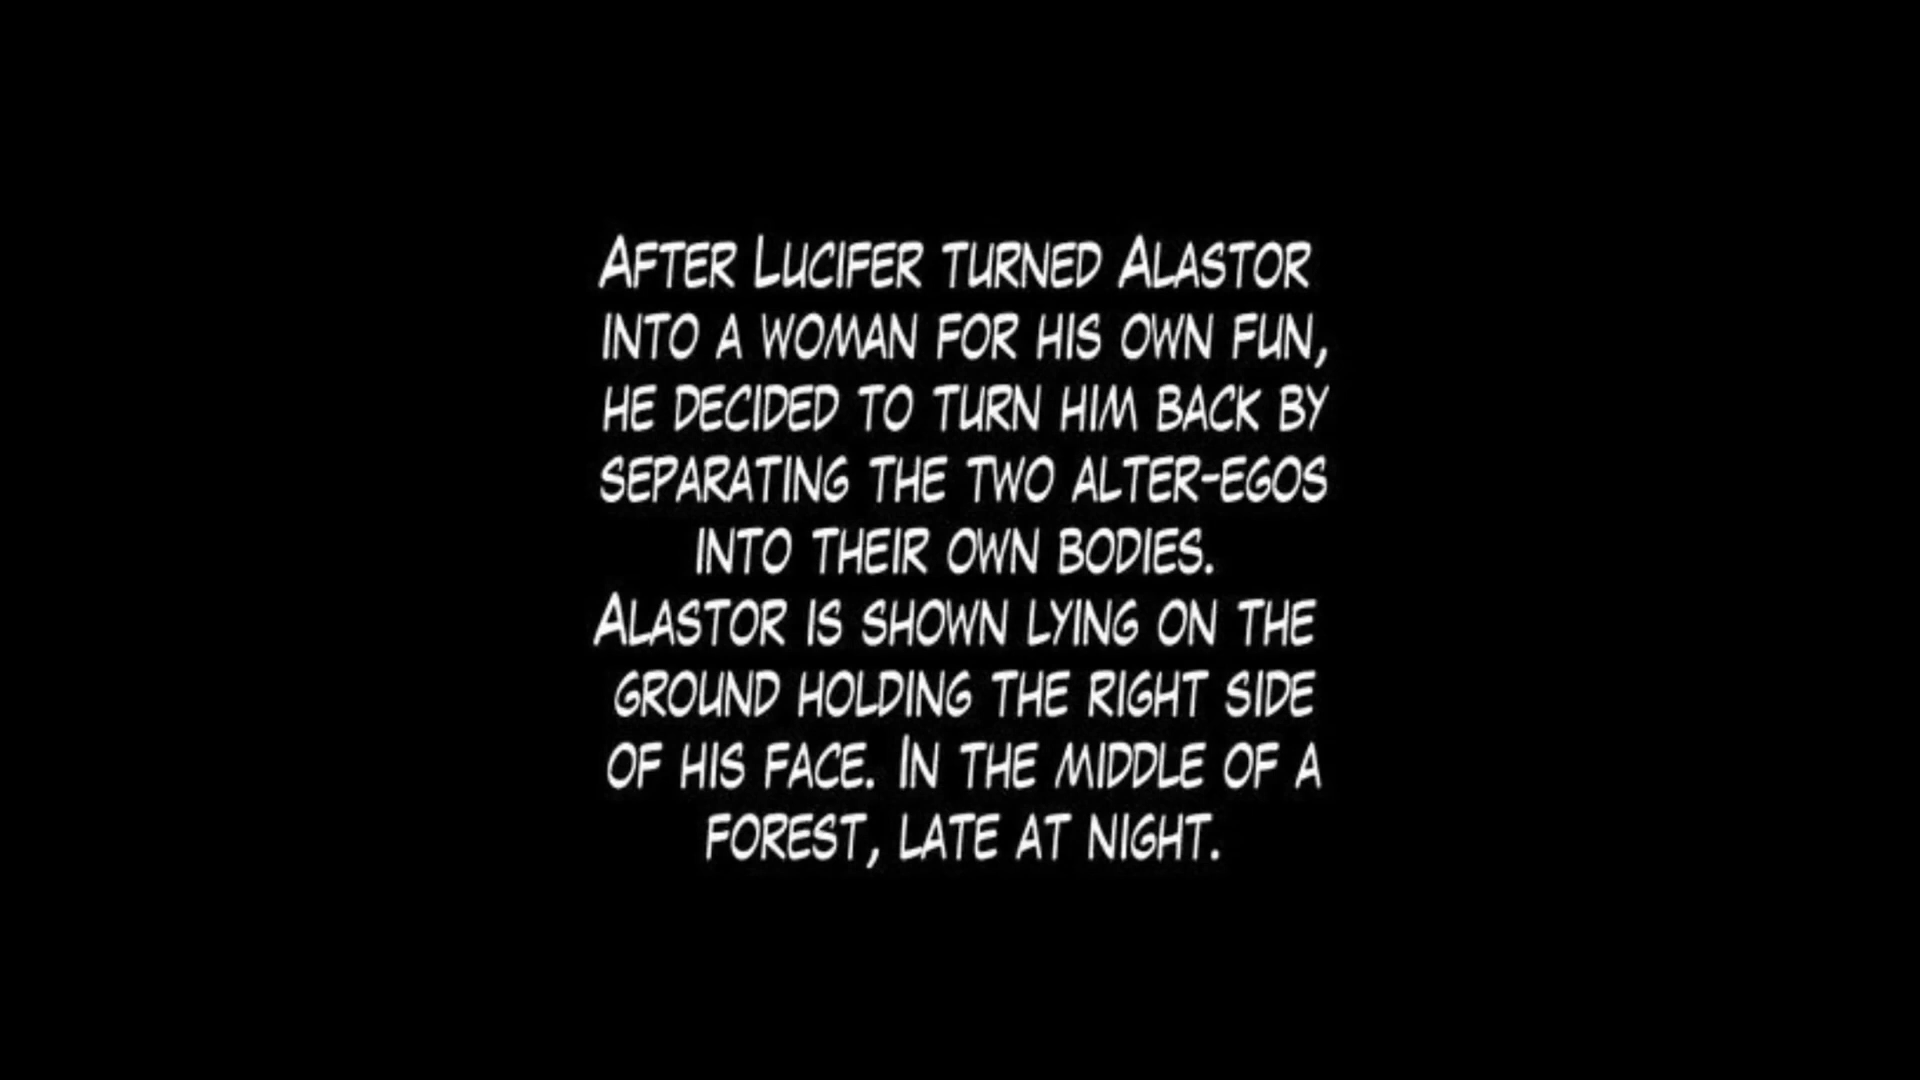 After Lucifer turned Alastor
into a woman for his own fun,
he decided to turn him back by
separating the two alter-egos
into their own bodies.
Alastor is shown lying on the
ground holding the right side
of his face. In the middle of a
forest, late at night.